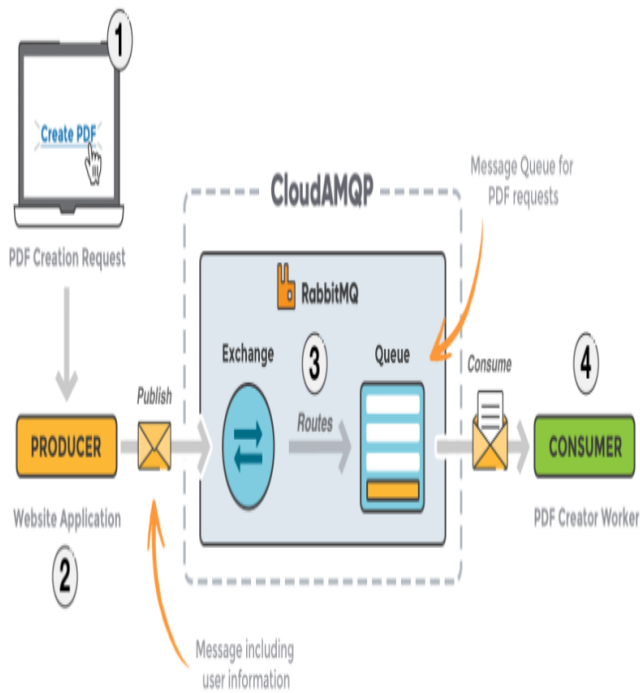 1
Create PDF
PDF Creation Request
CloudAMQP
Message Queue for
PDF requests
RabbitMQ
Exchange
3
Queue
Publish
Routes
Consume
4
PRODUCER
CONSUMER
Website Application
PDF Creator Worker
2
Message including
user information